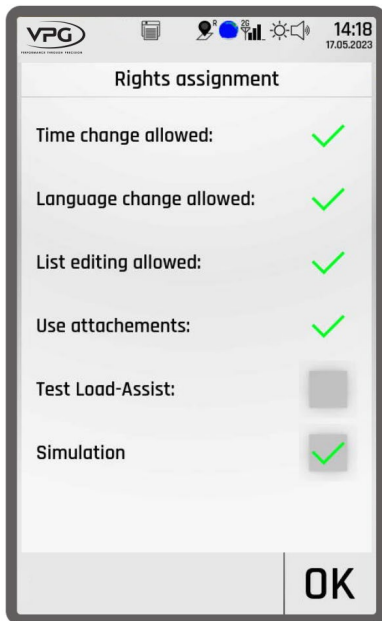 VPG
PERFORMANCE THROUGH PRECISION
R
2G
14:18
17.05.2023
Rights assignment
Time change allowed:
Language change allowed:
List editing allowed:
Use attachements:
Test Load-Assist:
Simulation
OK